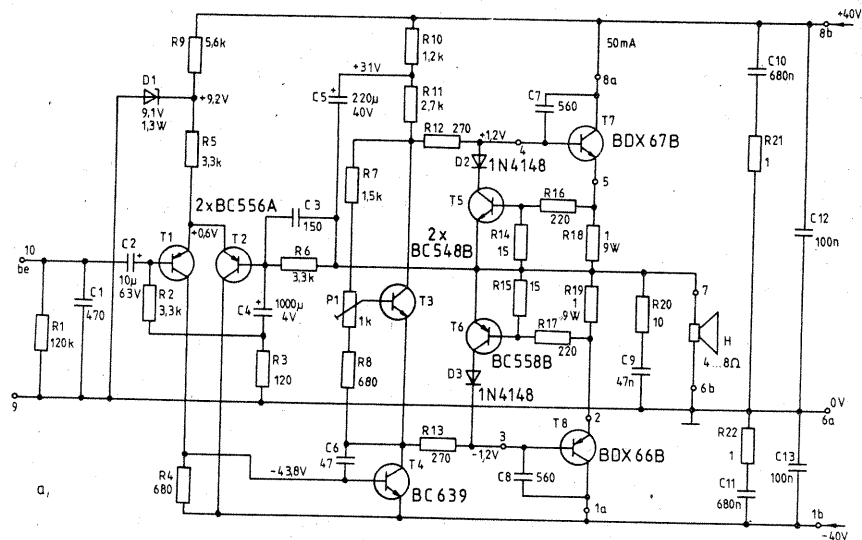 +40V
8b
R9
5,6k
R10
1,2k
50mA
C10
680n
D1
9,1V
1,3W
+9,2V
+31V
C5
+
220µ
40V
R11
2,7k
8a
C7
560
R5
3,3k
R12 270
+1,2V
4
T7
BDX67B
R21
1
D2
1N4148
R7
1,5k
5
2xBC556A
C3
150
T5
R16
220
T1
+0,6V
T2
2x
BC548B
R14
15
R18
1
9W
C12
100n
10
be
C2
+
10µ
63V
R6
3,3k
C1
470
R2
3,3k
+
C4
1000µ
4V
P1
1k
T3
R15
15
R19
1
9W
R20
10
7
R1
120k
T6
R17
220
BC558B
H
4...8Ω
R3
120
R8
680
D3
1N4148
C9
47n
6b
9
0V
6a
2
T8
R13
270
3
-1,2V
BDX66B
R22
1
C6
47
T4
R4
680
-43,8V
BC639
C8
560
C11
680n
C13
100n
a,
1a
1b
-40V